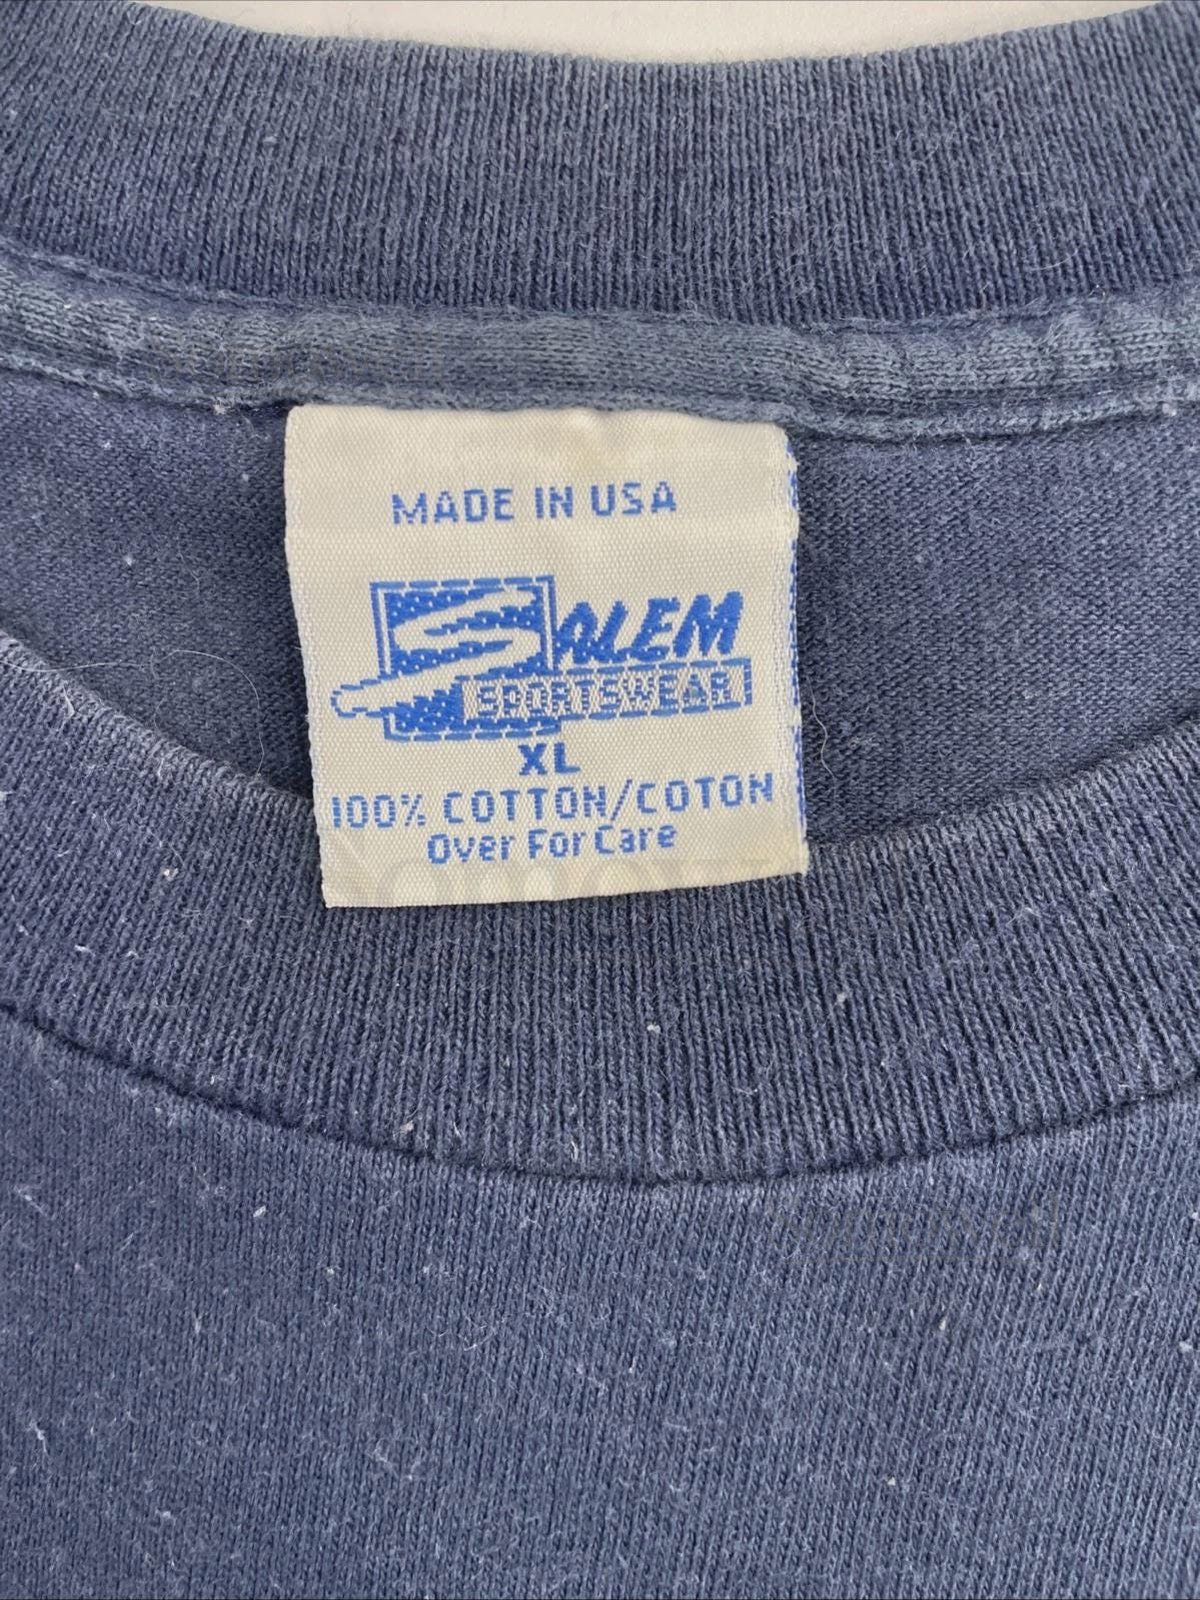 MADE IN USA
SALEM
SPORTSWEAR
XL
100% COTTON/COTON
Over For Care